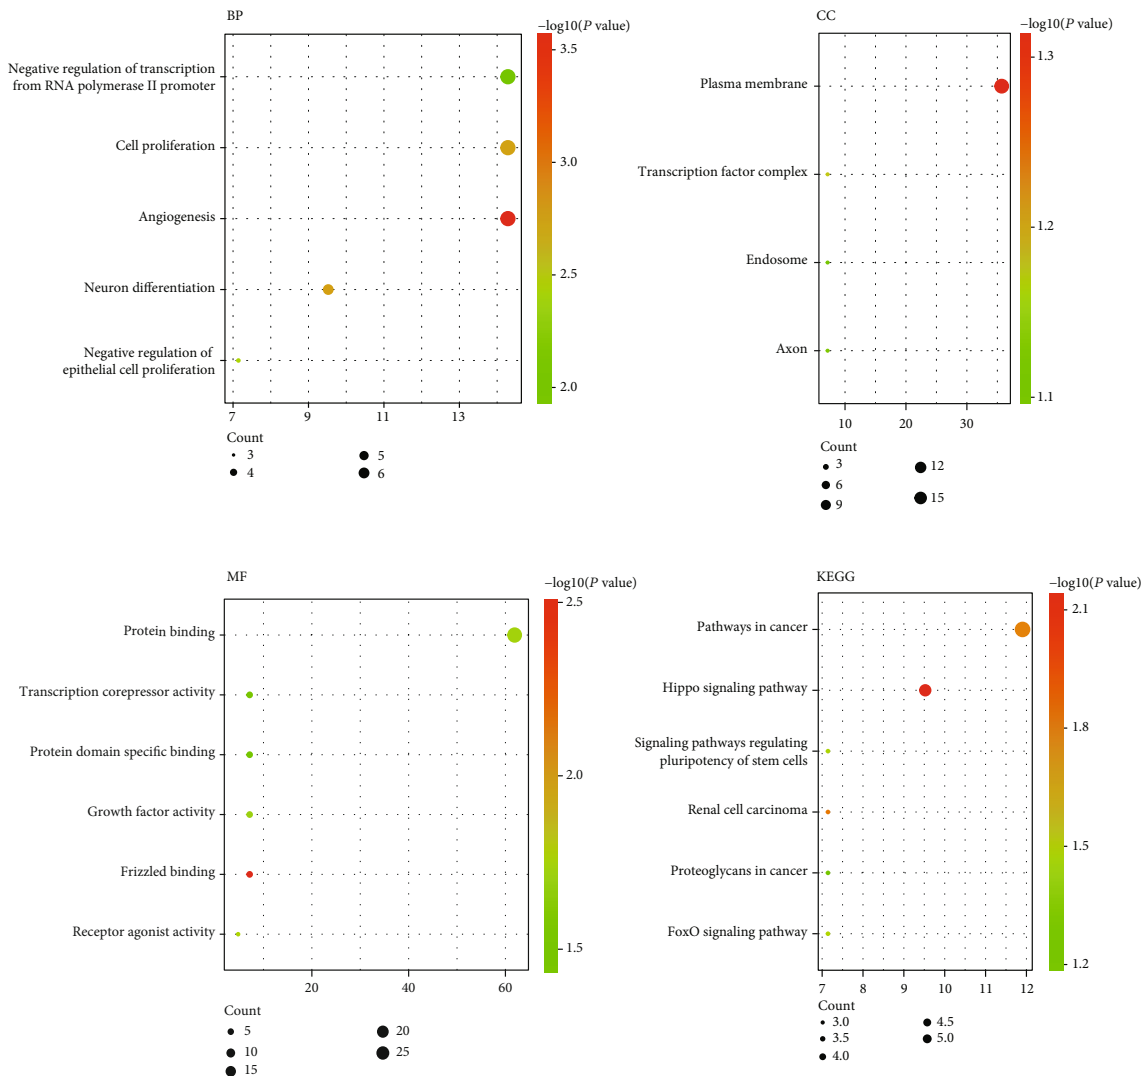 BP
−log10(P value)
Negative regulation of transcription
from RNA polymerase II promoter
Cell proliferation
Angiogenesis
Neuron differentiation
Negative regulation of
epithelial cell proliferation
3.5
3.0
2.5
2.0
7 9 11 13
Count
3 5
4 6
CC
−log10(P value)
Plasma membrane
Transcription factor complex
Endosome
Axon
1.3
1.2
1.1
10 20 30
Count
3 12
6
9 15
MF
−log10(P value)
Protein binding
Transcription corepressor activity
Protein domain specific binding
Growth factor activity
Frizzled binding
Receptor agonist activity
2.5
2.0
1.5
20 40 60
Count
5 20
10 25
15
KEGG
−log10(P value)
Pathways in cancer
Hippo signaling pathway
Signaling pathways regulating
pluripotency of stem cells
Renal cell carcinoma
Proteoglycans in cancer
FoxO signaling pathway
2.1
1.8
1.5
1.2
7 8 9 10 11 12
Count
3.0 4.5
3.5 5.0
4.0